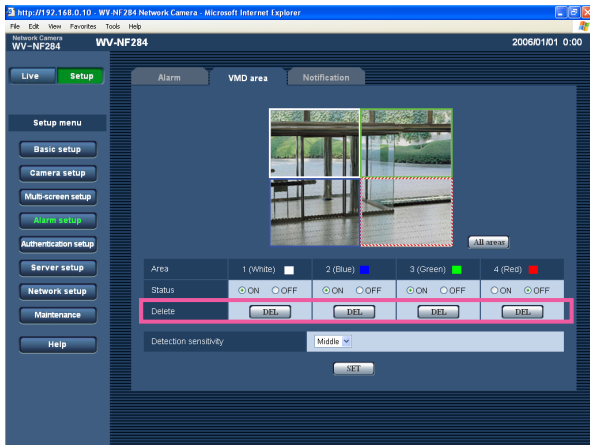 http://192.168.0.10 - WV-NF284 Network Camera - Microsoft Internet Explorer
File Edit View Favorites Tools Help
Network Camera
WV-NF284 WV-NF284 2006/01/01 0:00
Live Setup
Alarm VMD area Notification
Setup menu
Basic setup
Camera setup
Multi-screen setup
Alarm setup
Authentication setup
Server setup
Network setup
Maintenance
Help
All areas
Area 1 (White) 2 (Blue) 3 (Green) 4 (Red)
Status ON OFF ON OFF ON OFF ON OFF
Delete DEL DEL DEL DEL
Detection sensitivity Middle
SET